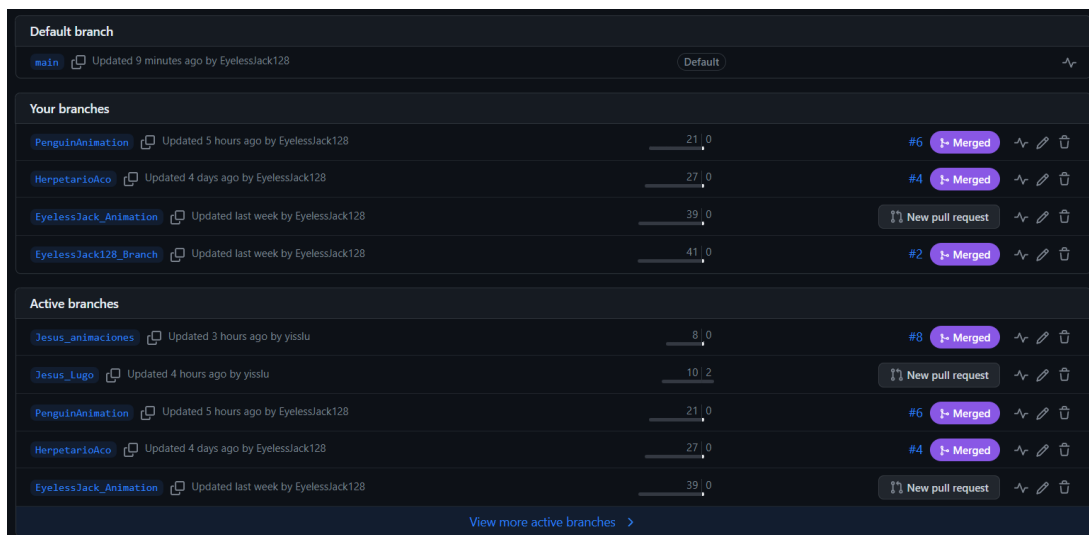 Default branch
main Updated 9 minutes ago by EyelessJack128 Default
Your branches
PenguinAnimation Updated 5 hours ago by EyelessJack128 21 0 #6 Merged
HerpetarioAco Updated 4 days ago by EyelessJack128 27 0 #4 Merged
EyelessJack_Animation Updated last week by EyelessJack128 39 0 New pull request
EyelessJack128_Branch Updated last week by EyelessJack128 41 0 #2 Merged
Active branches
Jesus_animaciones Updated 3 hours ago by yisslu 8 0 #8 Merged
Jesus_Lugo Updated 4 hours ago by yisslu 10 2 New pull request
PenguinAnimation Updated 5 hours ago by EyelessJack128 21 0 #6 Merged
HerpetarioAco Updated 4 days ago by EyelessJack128 27 0 #4 Merged
EyelessJack_Animation Updated last week by EyelessJack128 39 0 New pull request
View more active branches